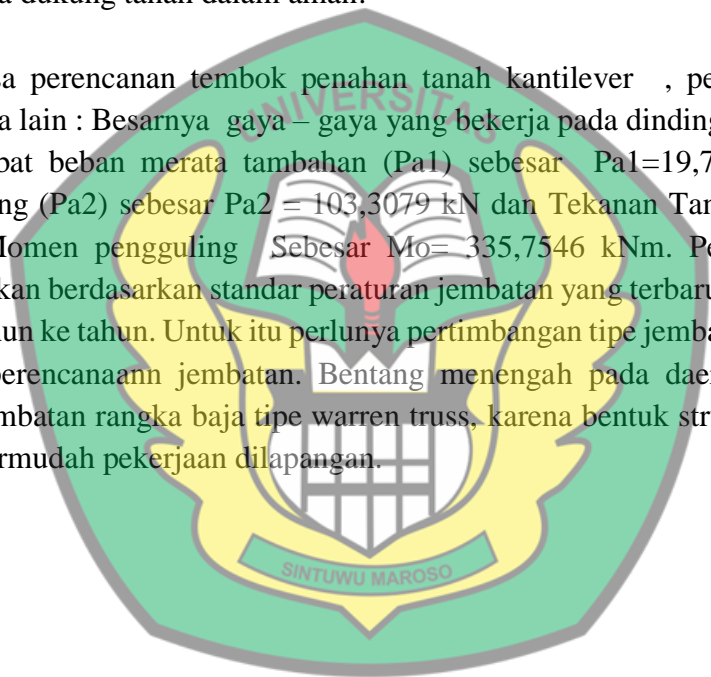 a dukung tanah dalam aman.
sa perencanan tembok penahan tanah kantilever , pe
a lain : Besarnya gaya – gaya yang bekerja pada dinding
bat beban merata tambahan (Pa1) sebesar Pa1=19,7
ng (Pa2) sebesar Pa2 = 103,3079 kN dan Tekanan Tan
Momen pengguling Sebesar Mo= 335,7546 kNm. Pe
kan berdasarkan standar peraturan jembatan yang terbaru
un ke tahun. Untuk itu perlunya pertimbangan tipe jemba
perencanaann jembatan. Bentang menengah pada daer
mbatan rangka baja tipe warren truss, karena bentuk stru
ermudah pekerjaan dilapangan.
UNIVERSITAS
SINTUWU MAROSO